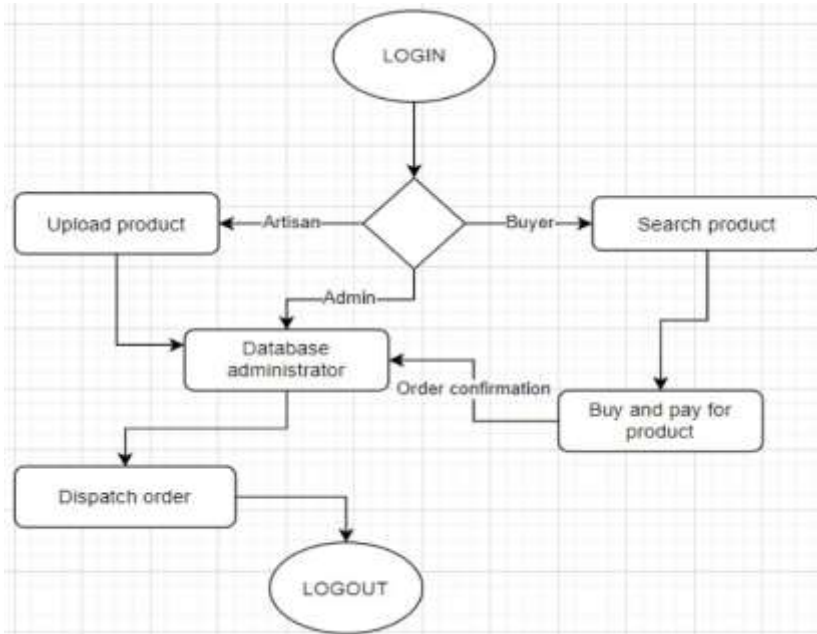 LOGIN
Upload product
Artisan
Buyer
Search product
Admin
Database
administrator
Order confirmation
Buy and pay for
product
Dispatch order
LOGOUT